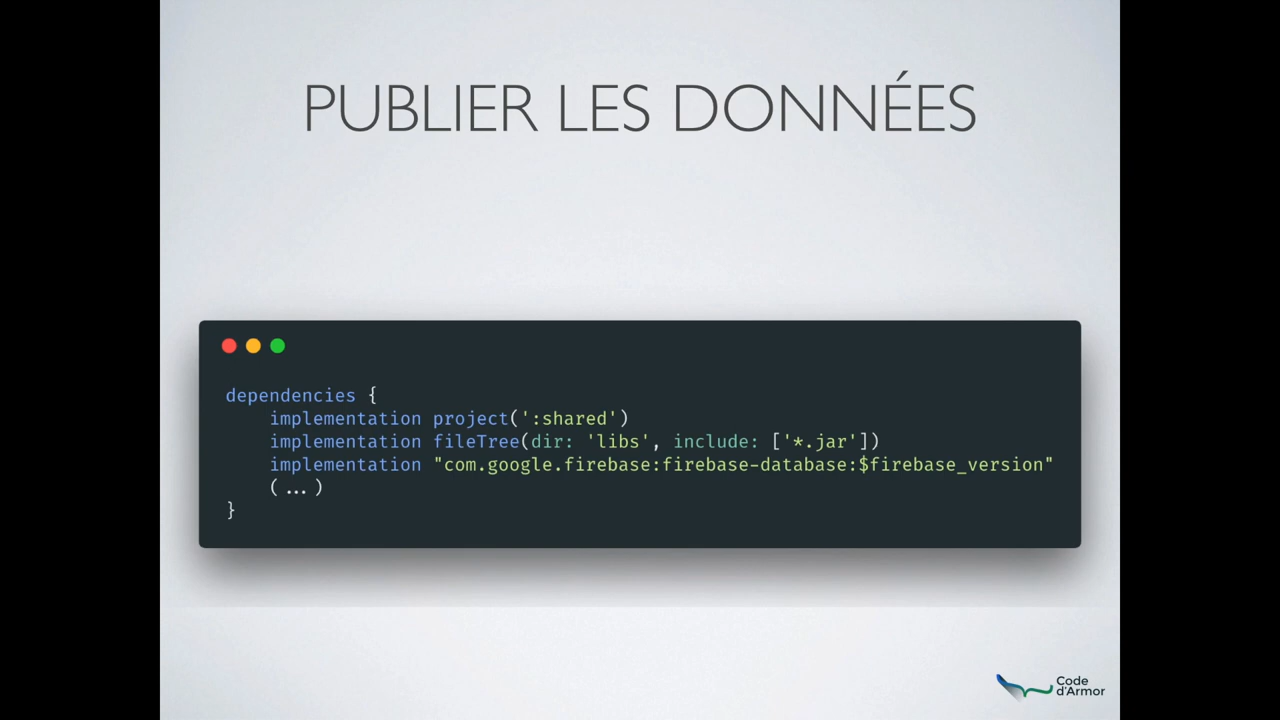 PUBLIER LES DONNÉES
dependencies {
    implementation project(':shared')
    implementation fileTree(dir: 'libs', include: ['*.jar'])
    implementation "com.google.firebase:firebase-database:$firebase_version"
    (...)
}
Code
d'Armor